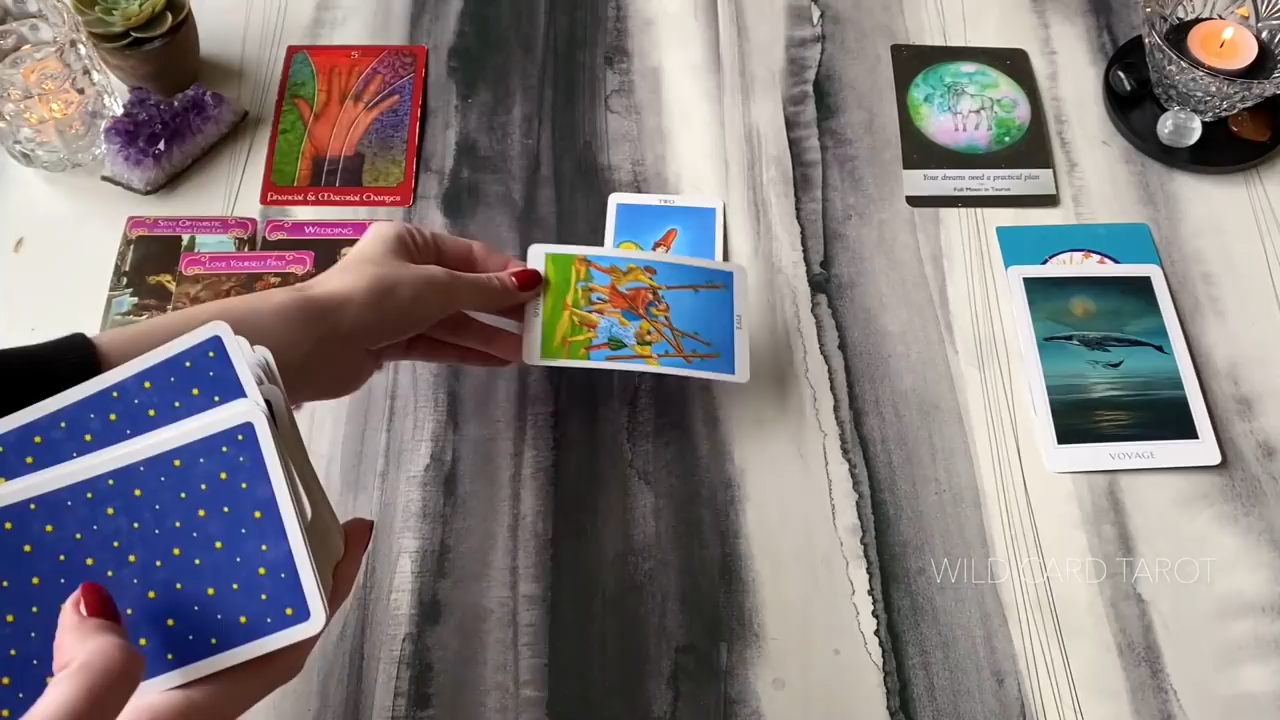 5
Financial & Material Changes
STAY OPTIMISTIC
ABOUT YOUR LOVE LIFE
WEDDING
LOVE YOURSELF FIRST
TWO
FIVE
Your dreams need a practical plan
Full Moon in Taurus
VOYAGE
WILD CARD TAROT